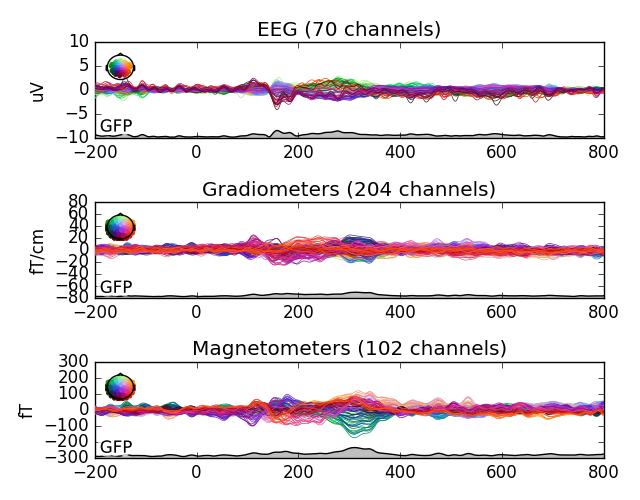 EEG (70 channels)
10
5
0
−5
−10
uV
GFP
−200 0 200 400 600 800
Gradiometers (204 channels)
80
60
40
20
0
−20
−40
−60
−80
fT/cm
GFP
−200 0 200 400 600 800
Magnetometers (102 channels)
300
200
100
0
−100
−200
−300
fT
GFP
−200 0 200 400 600 800